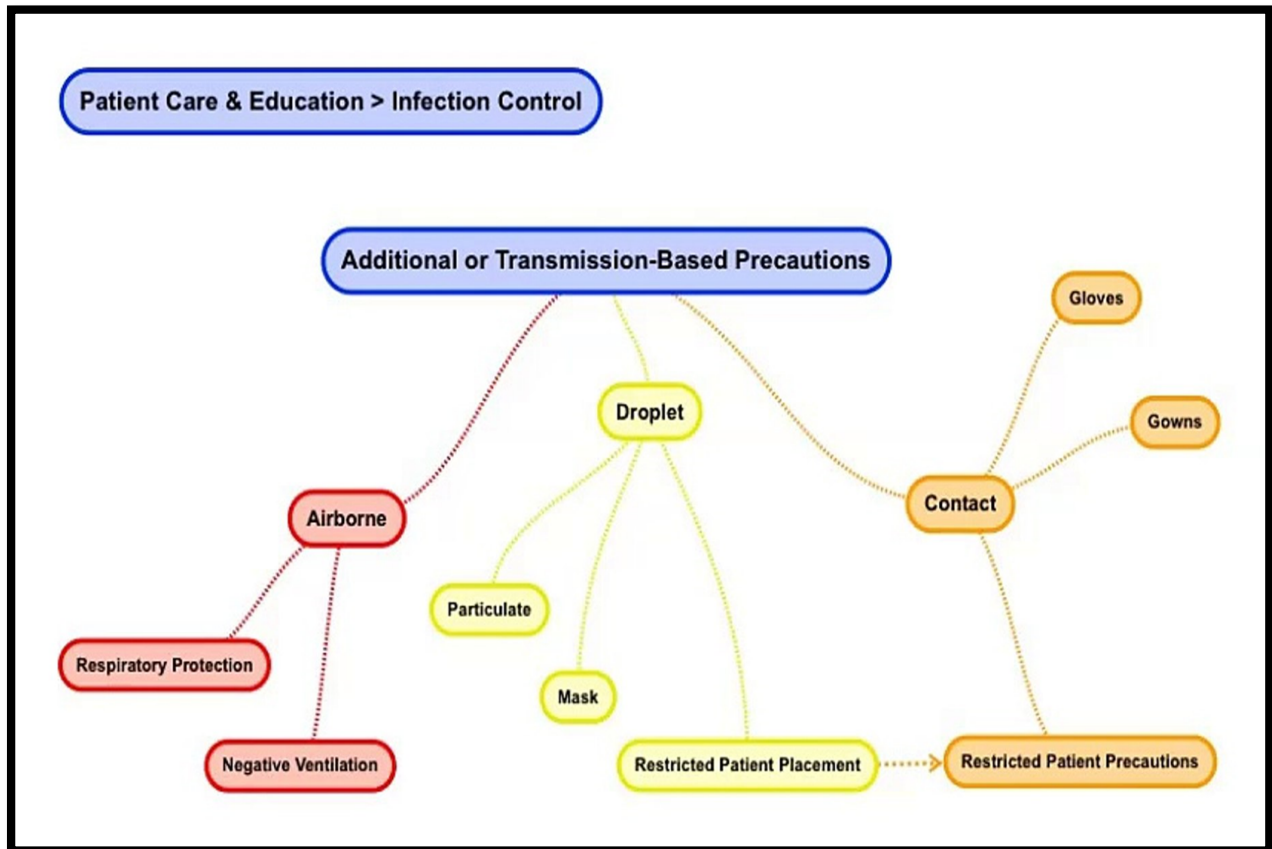 Patient Care & Education > Infection Control
Additional or Transmission-Based Precautions
Gloves
Droplet
Gowns
Airborne
Contact
Particulate
Respiratory Protection
Mask
Negative Ventilation
Restricted Patient Placement
Restricted Patient Precautions